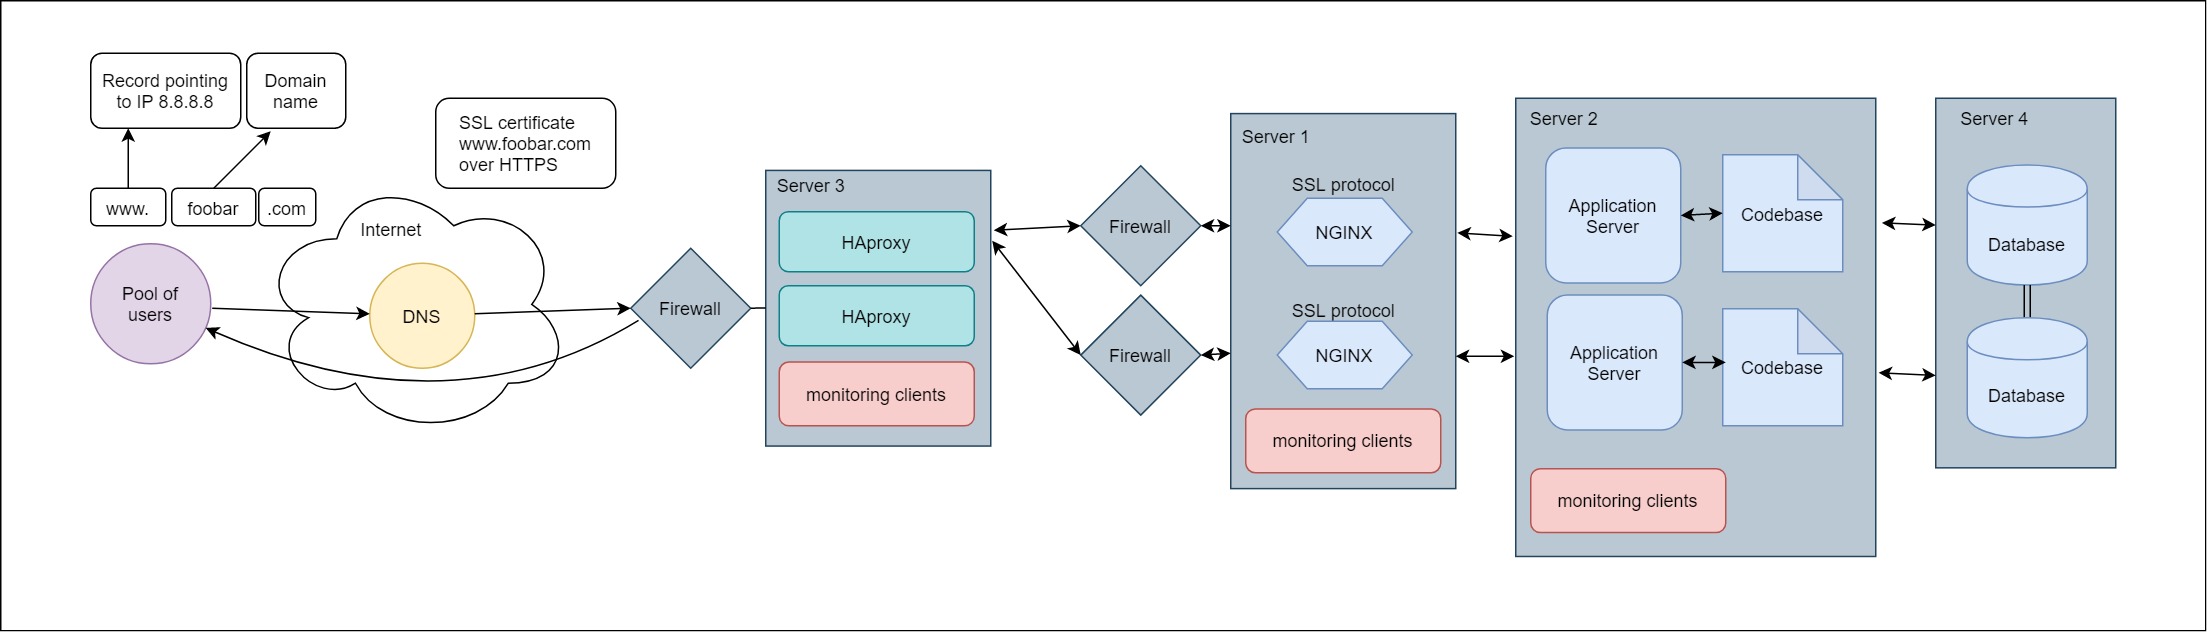 Record pointing
to IP 8.8.8.8
Domain
name
www.
foobar
.com
SSL certificate
www.foobar.com
over HTTPS
Internet
Pool of
users
DNS
Firewall
Server 3
HAproxy
HAproxy
monitoring clients
Firewall
Firewall
Server 1
SSL protocol
NGINX
SSL protocol
NGINX
monitoring clients
Server 2
Application
Server
Codebase
Application
Server
Codebase
monitoring clients
Server 4
Database
Database